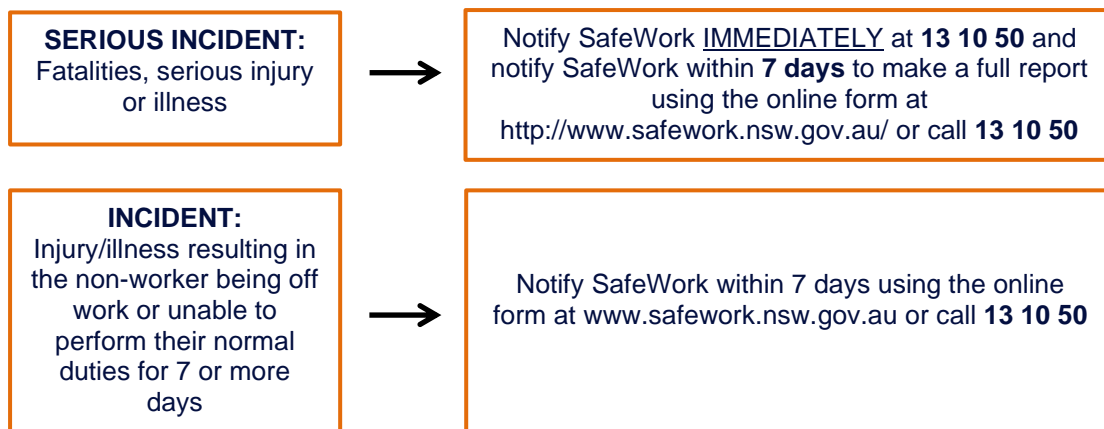 SERIOUS INCIDENT:
Fatalities, serious injury
or illness
Notify SafeWork IMMEDIATELY at 13 10 50 and
notify SafeWork within 7 days to make a full report
using the online form at
http://www.safework.nsw.gov.au/ or call 13 10 50
INCIDENT:
Injury/illness resulting in
the non-worker being off
work or unable to
perform their normal
duties for 7 or more
days
Notify SafeWork within 7 days using the online
form at www.safework.nsw.gov.au or call 13 10 50